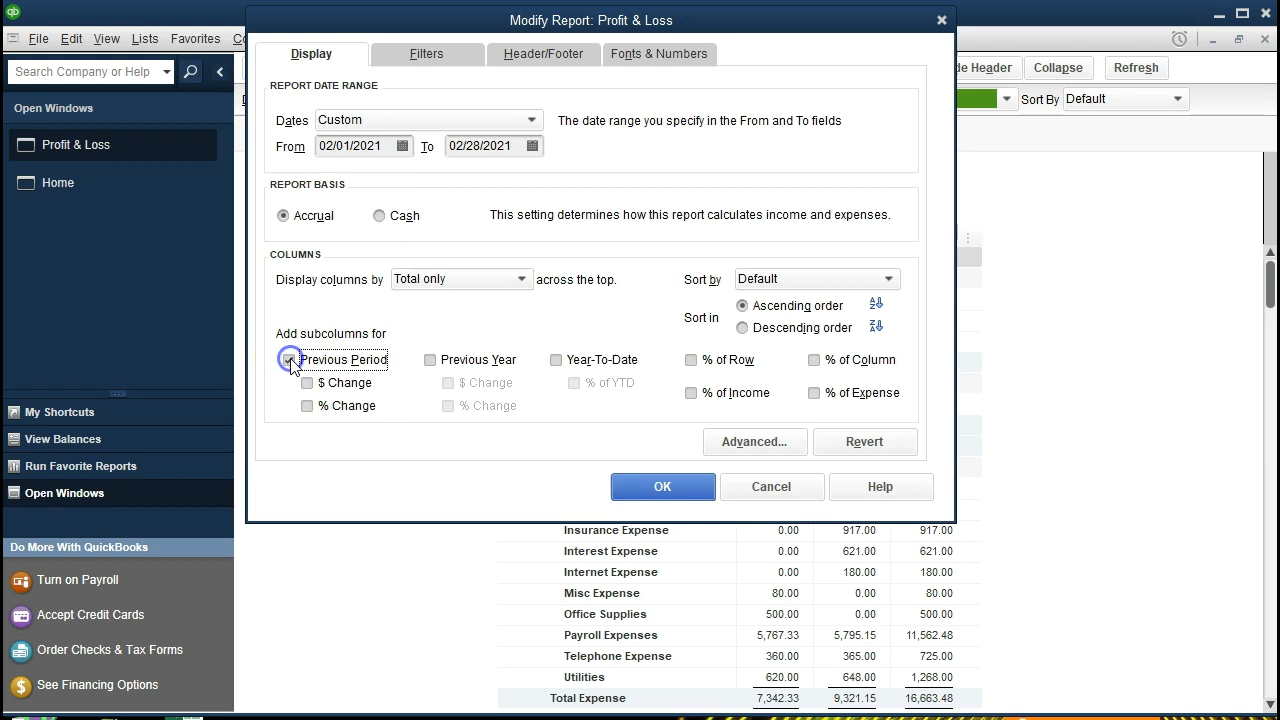 Modify Report: Profit & Loss
File Edit View Lists Favorites
Display Filters Header/Footer Fonts & Numbers
Search Company or Help
de Header Collapse Refresh
Open Windows
REPORT DATE RANGE
Sort By Default
Dates Custom The date range you specify in the From and To fields
Profit & Loss
From 02/01/2021 To 02/28/2021
Home
REPORT BASIS
Accrual Cash This setting determines how this report calculates income and expenses.
COLUMNS
Display columns by Total only across the top. Sort by Default
Sort in Ascending order
Descending order
Add subcolumns for
Previous Period Previous Year Year-To-Date % of Row % of Column
$ Change $ Change % of YTD
% of Income % of Expense
% Change % Change
My Shortcuts
View Balances
Run Favorite Reports
Open Windows
Advanced... Revert
OK Cancel Help
Insurance Expense 0.00 917.00 917.00
Interest Expense 0.00 621.00 621.00
Internet Expense 0.00 180.00 180.00
Misc Expense 80.00 0.00 80.00
Office Supplies 500.00 0.00 500.00
Payroll Expenses 5,767.33 5,795.15 11,562.48
Telephone Expense 360.00 365.00 725.00
Utilities 620.00 648.00 1,268.00
Total Expense 7,342.33 9,321.15 16,663.48
Do More With QuickBooks
Turn on Payroll
Accept Credit Cards
Order Checks & Tax Forms
See Financing Options